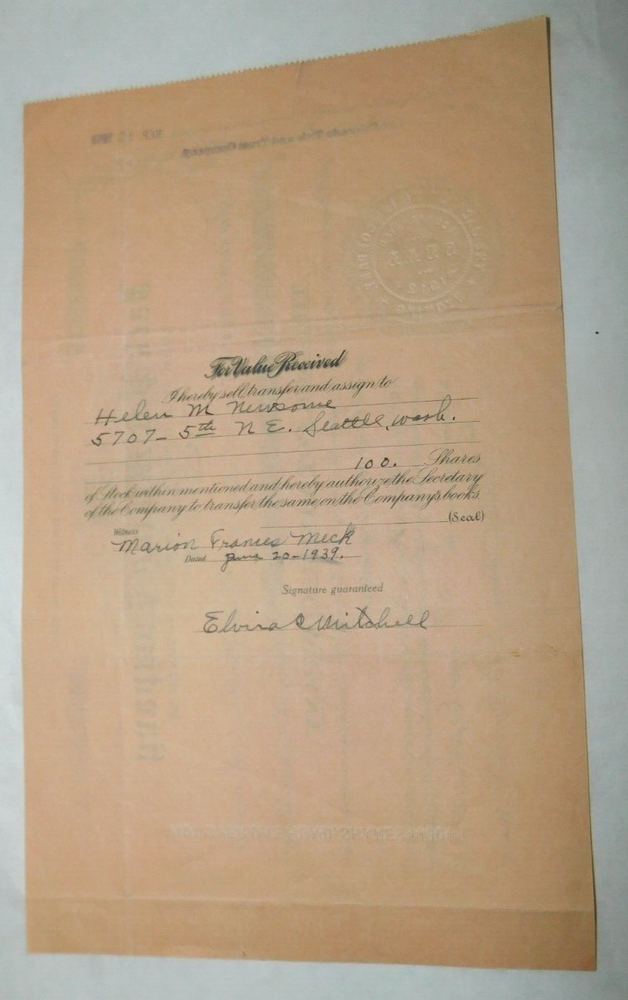 For Value Received
I hereby sell, transfer and assign to
Helen M Newsome
5707 - 5th N E. Seattle, Wash.
100. Shares
of Stock within mentioned and hereby authorize the Secretary
of the Company to transfer the same on the Company's books.
(Seal)
Witness
Marion Frances Meck
Dated June 20-1939.
Signature guaranteed
Elvira C Mitchell